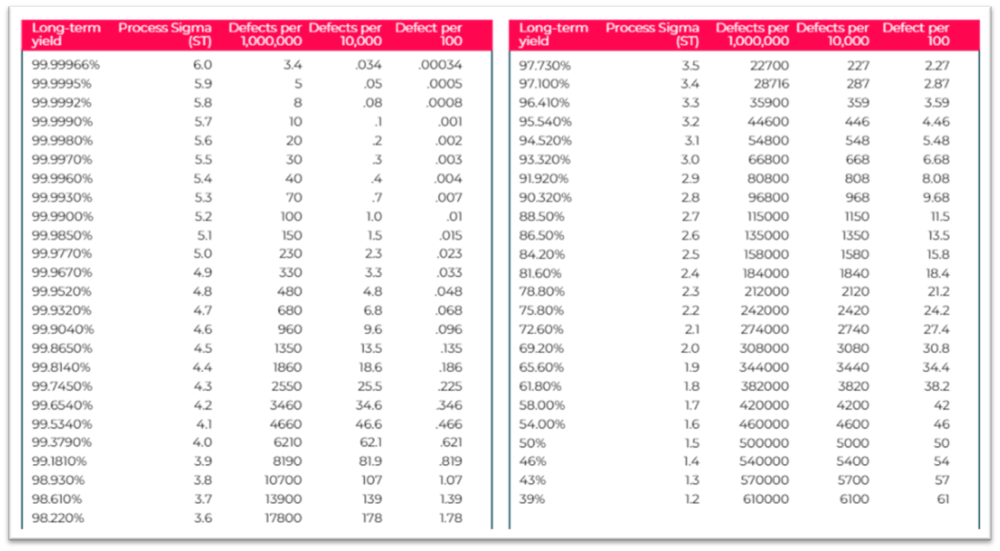 Long-term Process Sigma Defects per Defects per Defect per
yield (ST) 1,000,000 10,000 100
99.99966% 6.0 3.4 .034 .00034
99.9995% 5.9 5 .05 .0005
99.9992% 5.8 8 .08 .0008
99.9990% 5.7 10 .1 .001
99.9980% 5.6 20 .2 .002
99.9970% 5.5 30 .3 .003
99.9960% 5.4 40 .4 .004
99.9930% 5.3 70 .7 .007
99.9900% 5.2 100 1.0 .01
99.9850% 5.1 150 1.5 .015
99.9770% 5.0 230 2.3 .023
99.9670% 4.9 330 3.3 .033
99.9520% 4.8 480 4.8 .048
99.9320% 4.7 680 6.8 .068
99.9040% 4.6 960 9.6 .096
99.8650% 4.5 1350 13.5 .135
99.8140% 4.4 1860 18.6 .186
99.7450% 4.3 2550 25.5 .225
99.6540% 4.2 3460 34.6 .346
99.5340% 4.1 4660 46.6 .466
99.3790% 4.0 6210 62.1 .621
99.1810% 3.9 8190 81.9 .819
98.930% 3.8 10700 107 1.07
98.610% 3.7 13900 139 1.39
98.220% 3.6 17800 178 1.78
Long-term Process Sigma Defects per Defects per Defect per
yield (ST) 1,000,000 10,000 100
97.730% 3.5 22700 227 2.27
97.100% 3.4 28716 287 2.87
96.410% 3.3 35900 359 3.59
95.540% 3.2 44600 446 4.46
94.520% 3.1 54800 548 5.48
93.320% 3.0 66800 668 6.68
91.920% 2.9 80800 808 8.08
90.320% 2.8 96800 968 9.68
88.50% 2.7 115000 1150 11.5
86.50% 2.6 135000 1350 13.5
84.20% 2.5 158000 1580 15.8
81.60% 2.4 184000 1840 18.4
78.80% 2.3 212000 2120 21.2
75.80% 2.2 242000 2420 24.2
72.60% 2.1 274000 2740 27.4
69.20% 2.0 308000 3080 30.8
65.60% 1.9 344000 3440 34.4
61.80% 1.8 382000 3820 38.2
58.00% 1.7 420000 4200 42
54.00% 1.6 460000 4600 46
50% 1.5 500000 5000 50
46% 1.4 540000 5400 54
43% 1.3 570000 5700 57
39% 1.2 610000 6100 61